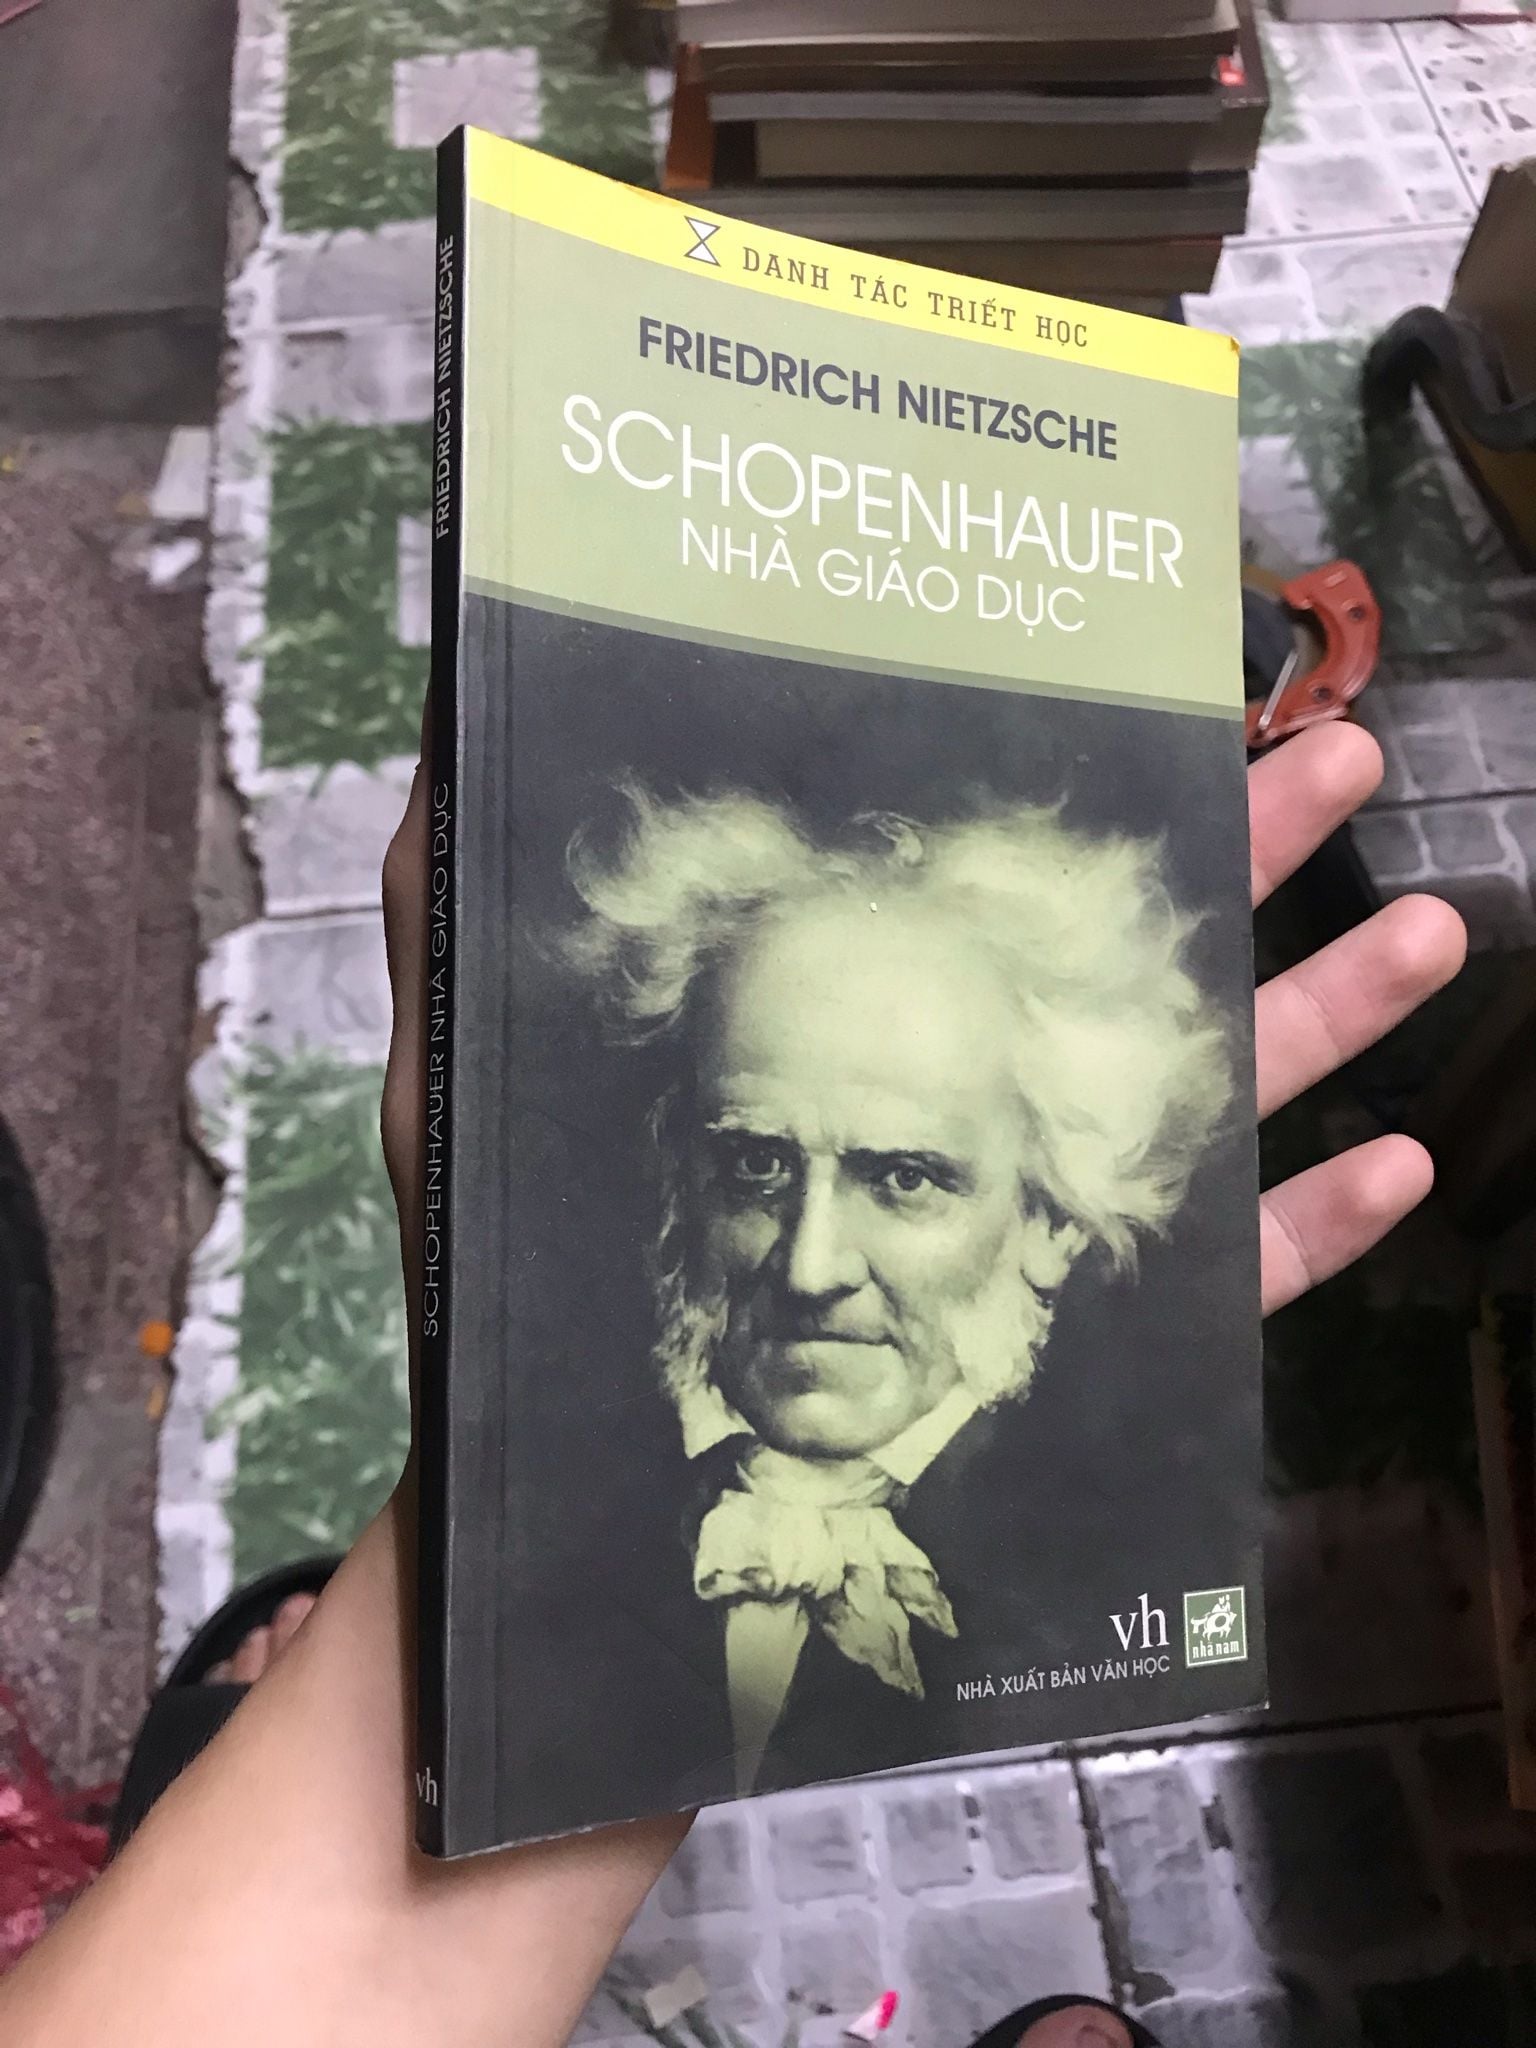 DANH TÁC TRIẾT HỌC
FRIEDRICH NIETZSCHE
SCHOPENHAUER
NHÀ GIÁO DỤC
vh
NHÀ XUẤT BẢN VĂN HỌC
nhã nam
FRIEDRICH NIETZSCHE
SCHOPENHAUER NHÀ GIÁO DỤC
vh